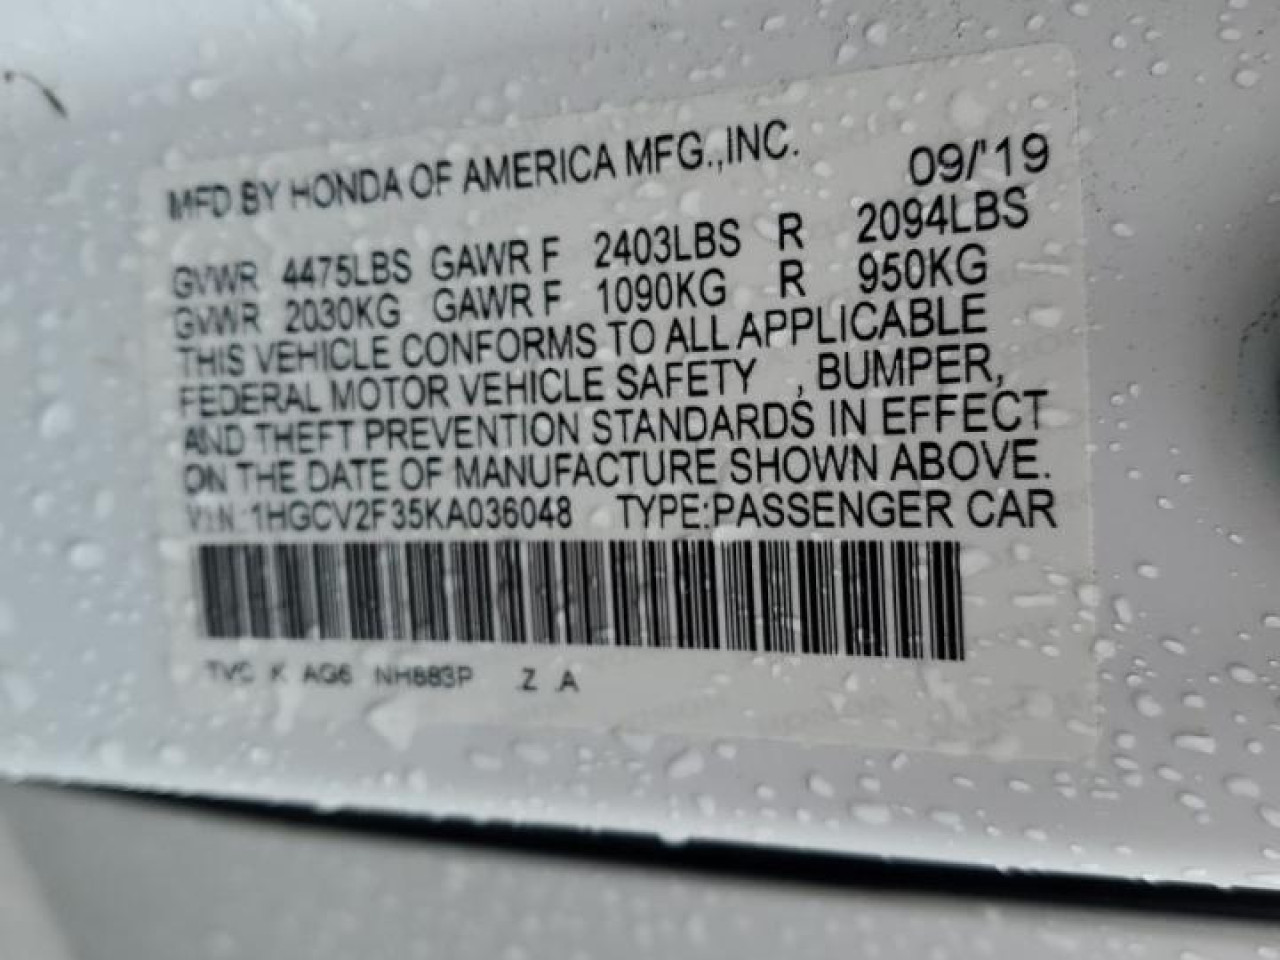 MFD BY HONDA OF AMERICA MFG.,INC. 09/'19
GVWR 4475LBS GAWR F 2403LBS R 2094LBS
GVWR 2030KG GAWR F 1090KG R 950KG
THIS VEHICLE CONFORMS TO ALL APPLICABLE
FEDERAL MOTOR VEHICLE SAFETY , BUMPER,
AND THEFT PREVENTION STANDARDS IN EFFECT
ON THE DATE OF MANUFACTURE SHOWN ABOVE.
VIN:1HGCV2F35KA036048 TYPE:PASSENGER CAR
TVC K AG6 NH883P Z A